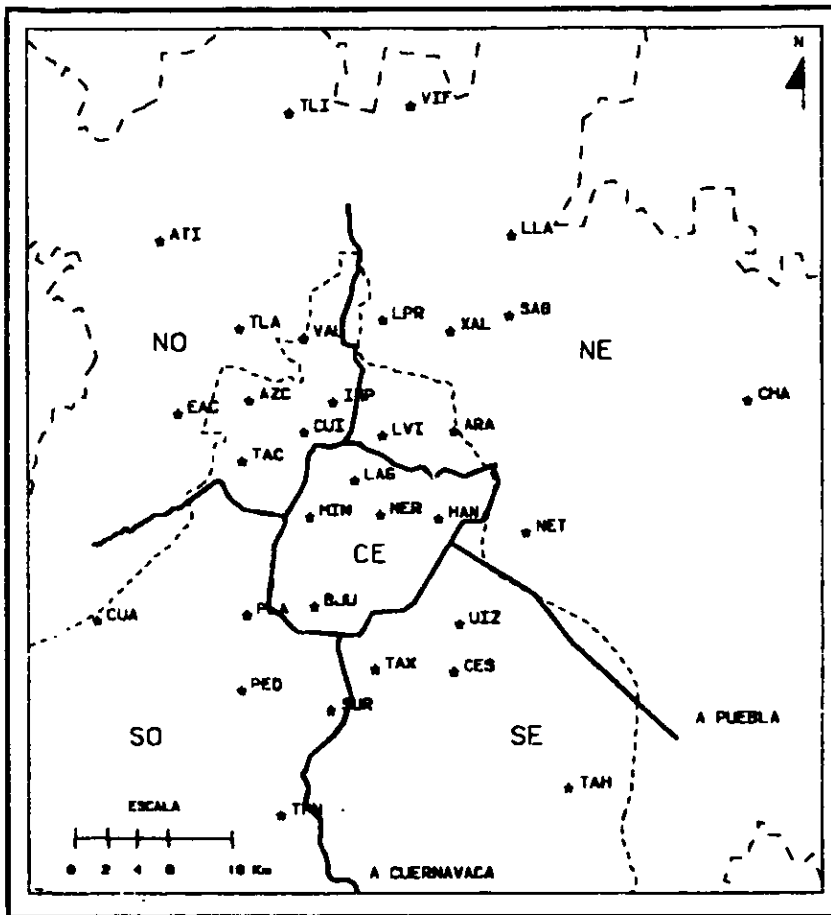 N
TLI
VIF
ATI
LLA
TLA
VAL
LPR
XAL
SAG
NO
NE
AZC
CHA
EAC
CUI
LVI
ARA
TAC
LAG
MIN
MER
HAN
NET
CE
BJU
CUA
PLA
UIZ
TAX
CES
PED
SUR
A PUEBLA
SO
SE
TAH
ESCALA
0 2 4 6 10 Km
A CUERNAVACA